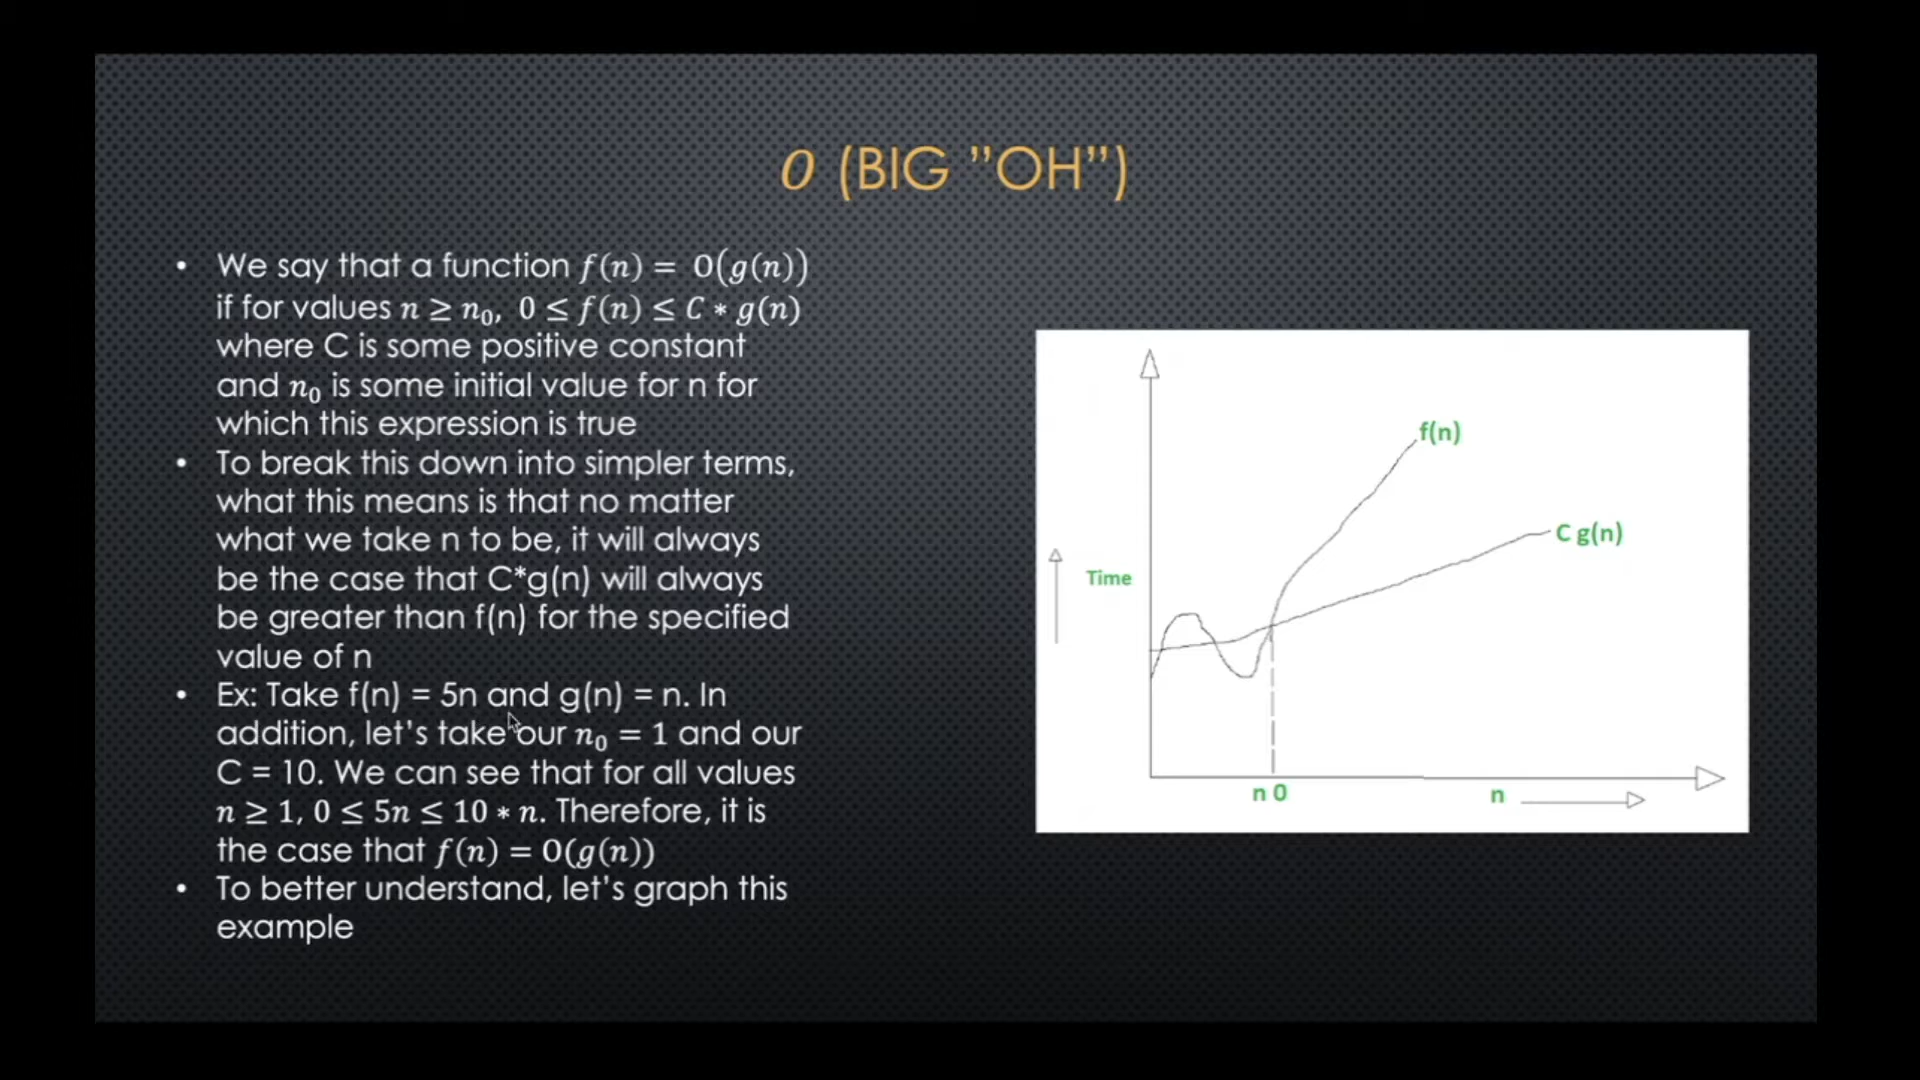 O (BIG ”OH”)
• We say that a function f(n) = O(g(n))
if for values n ≥ n₀, 0 ≤ f(n) ≤ C * g(n)
where C is some positive constant
and n₀ is some initial value for n for
which this expression is true
• To break this down into simpler terms,
what this means is that no matter
what we take n to be, it will always
be the case that C*g(n) will always
be greater than f(n) for the specified
value of n
• Ex: Take f(n) = 5n and g(n) = n. In
addition, let’s take our n₀ = 1 and our
C = 10. We can see that for all values
n ≥ 1, 0 ≤ 5n ≤ 10 * n. Therefore, it is
the case that f(n) = O(g(n))
• To better understand, let’s graph this
example
f(n)
C g(n)
Time
n 0
n